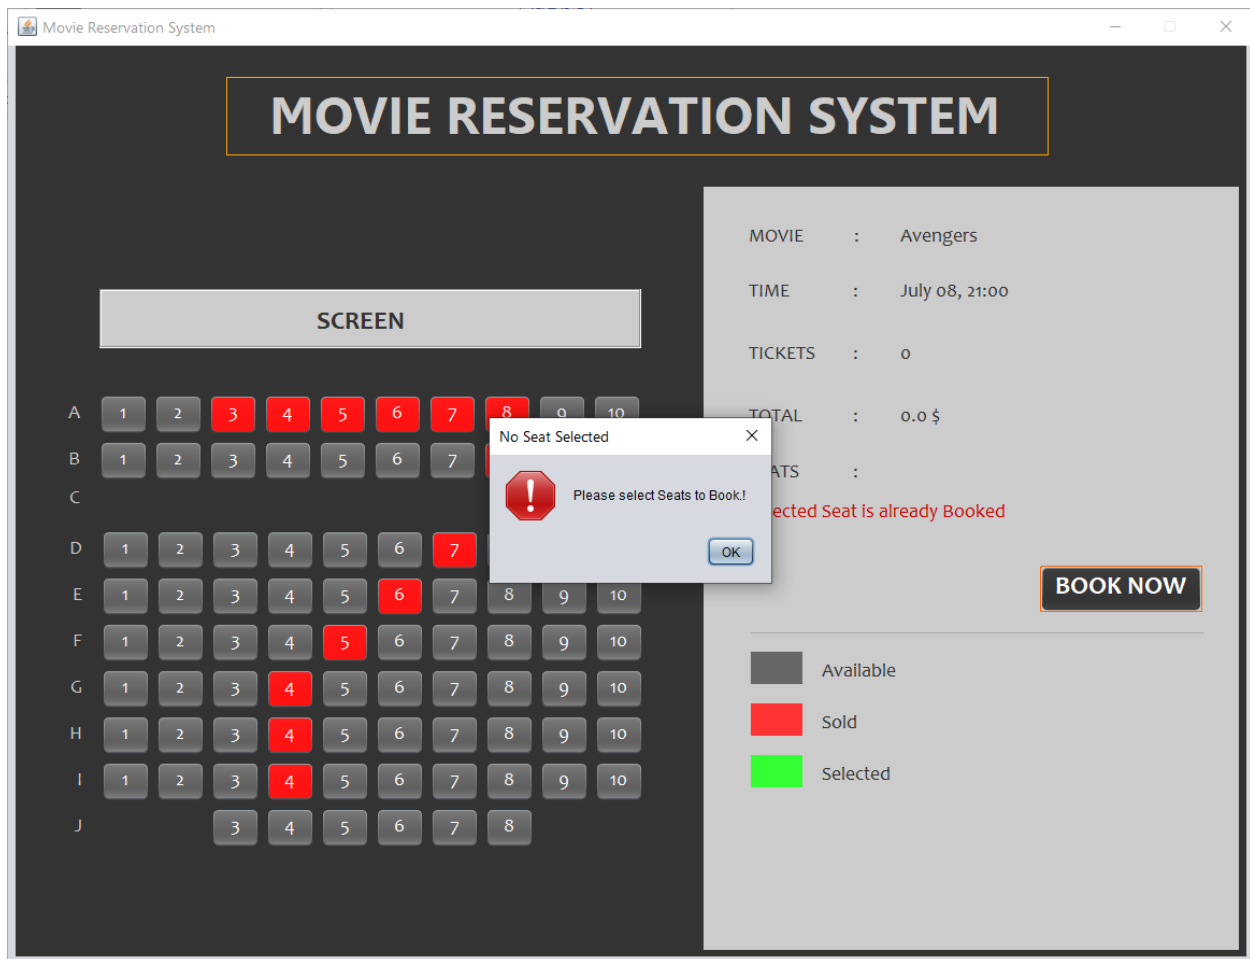 Movie Reservation System
MOVIE RESERVATION SYSTEM
SCREEN
A 1 2 3 4 5 6 7 8 9 10
B 1 2 3 4 5 6 7
C
D 1 2 3 4 5 6 7
E 1 2 3 4 5 6 7 8 9 10
F 1 2 3 4 5 6 7 8 9 10
G 1 2 3 4 5 6 7 8 9 10
H 1 2 3 4 5 6 7 8 9 10
I 1 2 3 4 5 6 7 8 9 10
J 3 4 5 6 7 8
No Seat Selected
Please select Seats to Book.!
OK
MOVIE : Avengers
TIME : July 08, 21:00
TICKETS : 0
TOTAL : 0.0 $
ATS :
ected Seat is already Booked
BOOK NOW
Available
Sold
Selected